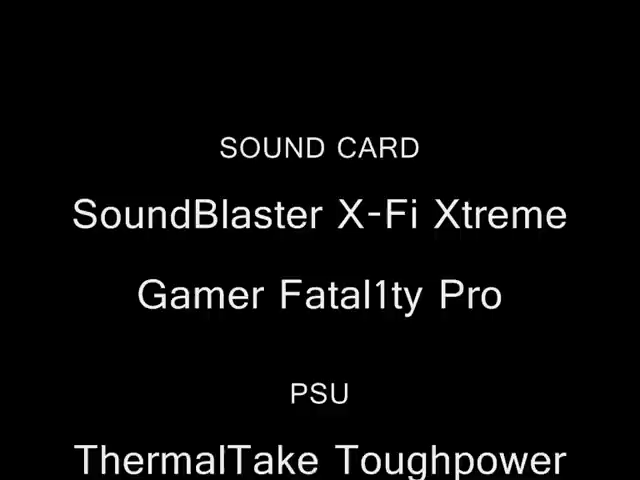 SOUND CARD
SoundBlaster X-Fi Xtreme
Gamer Fatal1ty Pro
PSU
ThermalTake Toughpower